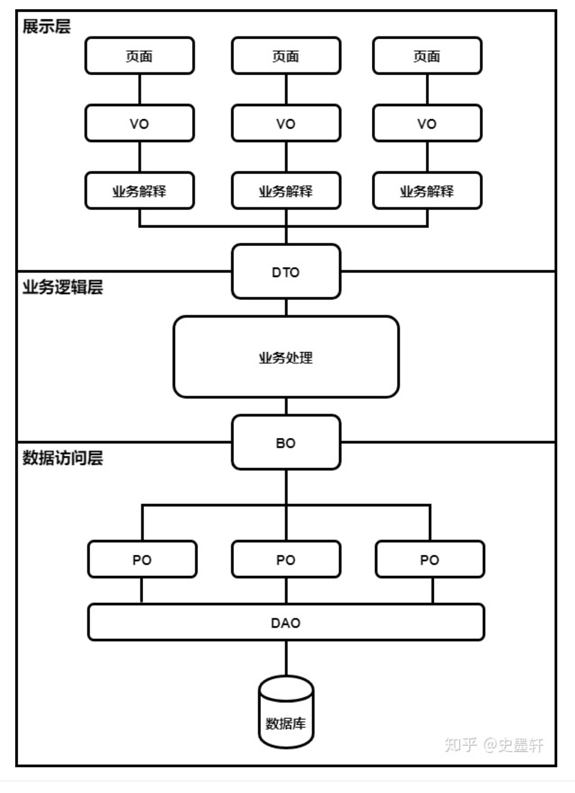 展示层
页面
页面
页面
VO
VO
VO
业务解释
业务解释
业务解释
DTO
业务逻辑层
业务处理
BO
数据访问层
PO
PO
PO
DAO
数据库
知乎 @史墨轩